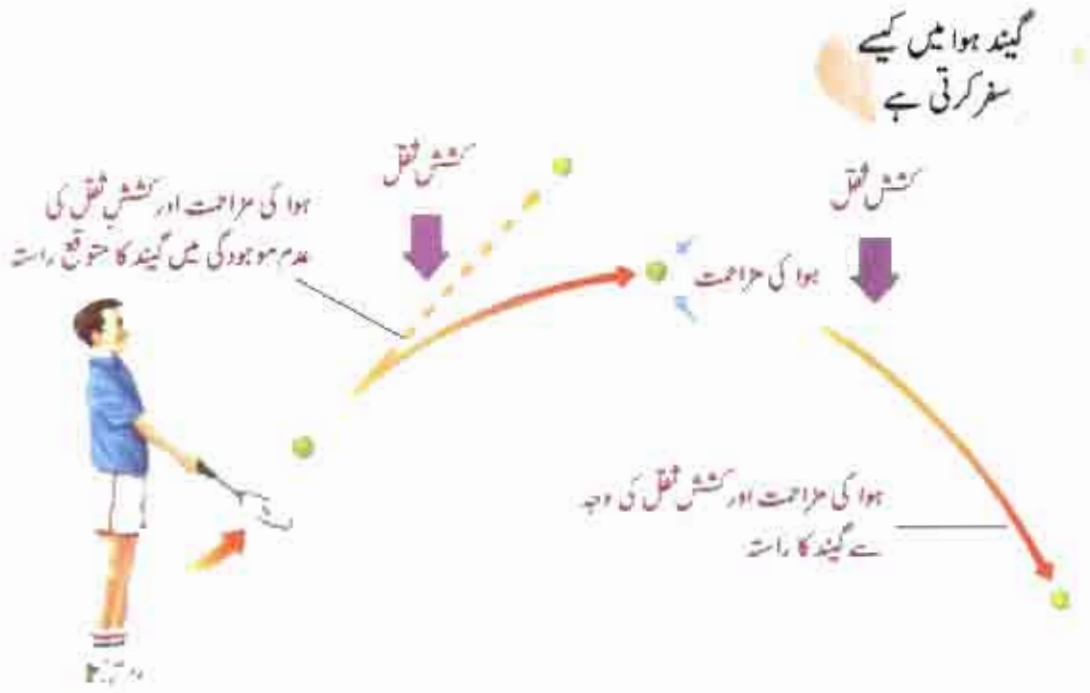 گیند ہوا میں کیسے
سفر کرتی ہے
کششِ ثقل
کششِ ثقل
ہوا کی مزاحمت اور کششِ ثقل کی
عدم موجودگی میں گیند کا متوقع راستہ
ہوا کی مزاحمت
ہوا کی مزاحمت اور کششِ ثقل کی وجہ
سے گیند کا راستہ